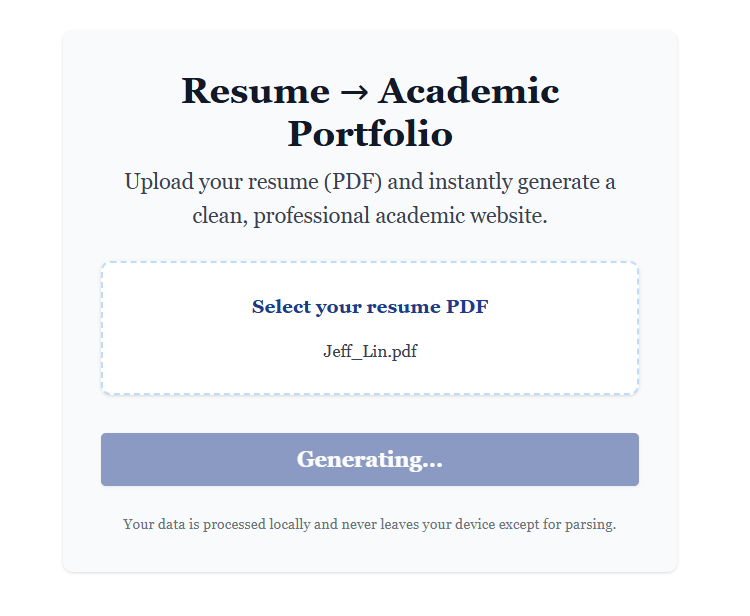 Resume → Academic
Portfolio
Upload your resume (PDF) and instantly generate a
clean, professional academic website.
Select your resume PDF
Jeff_Lin.pdf
Generating...
Your data is processed locally and never leaves your device except for parsing.